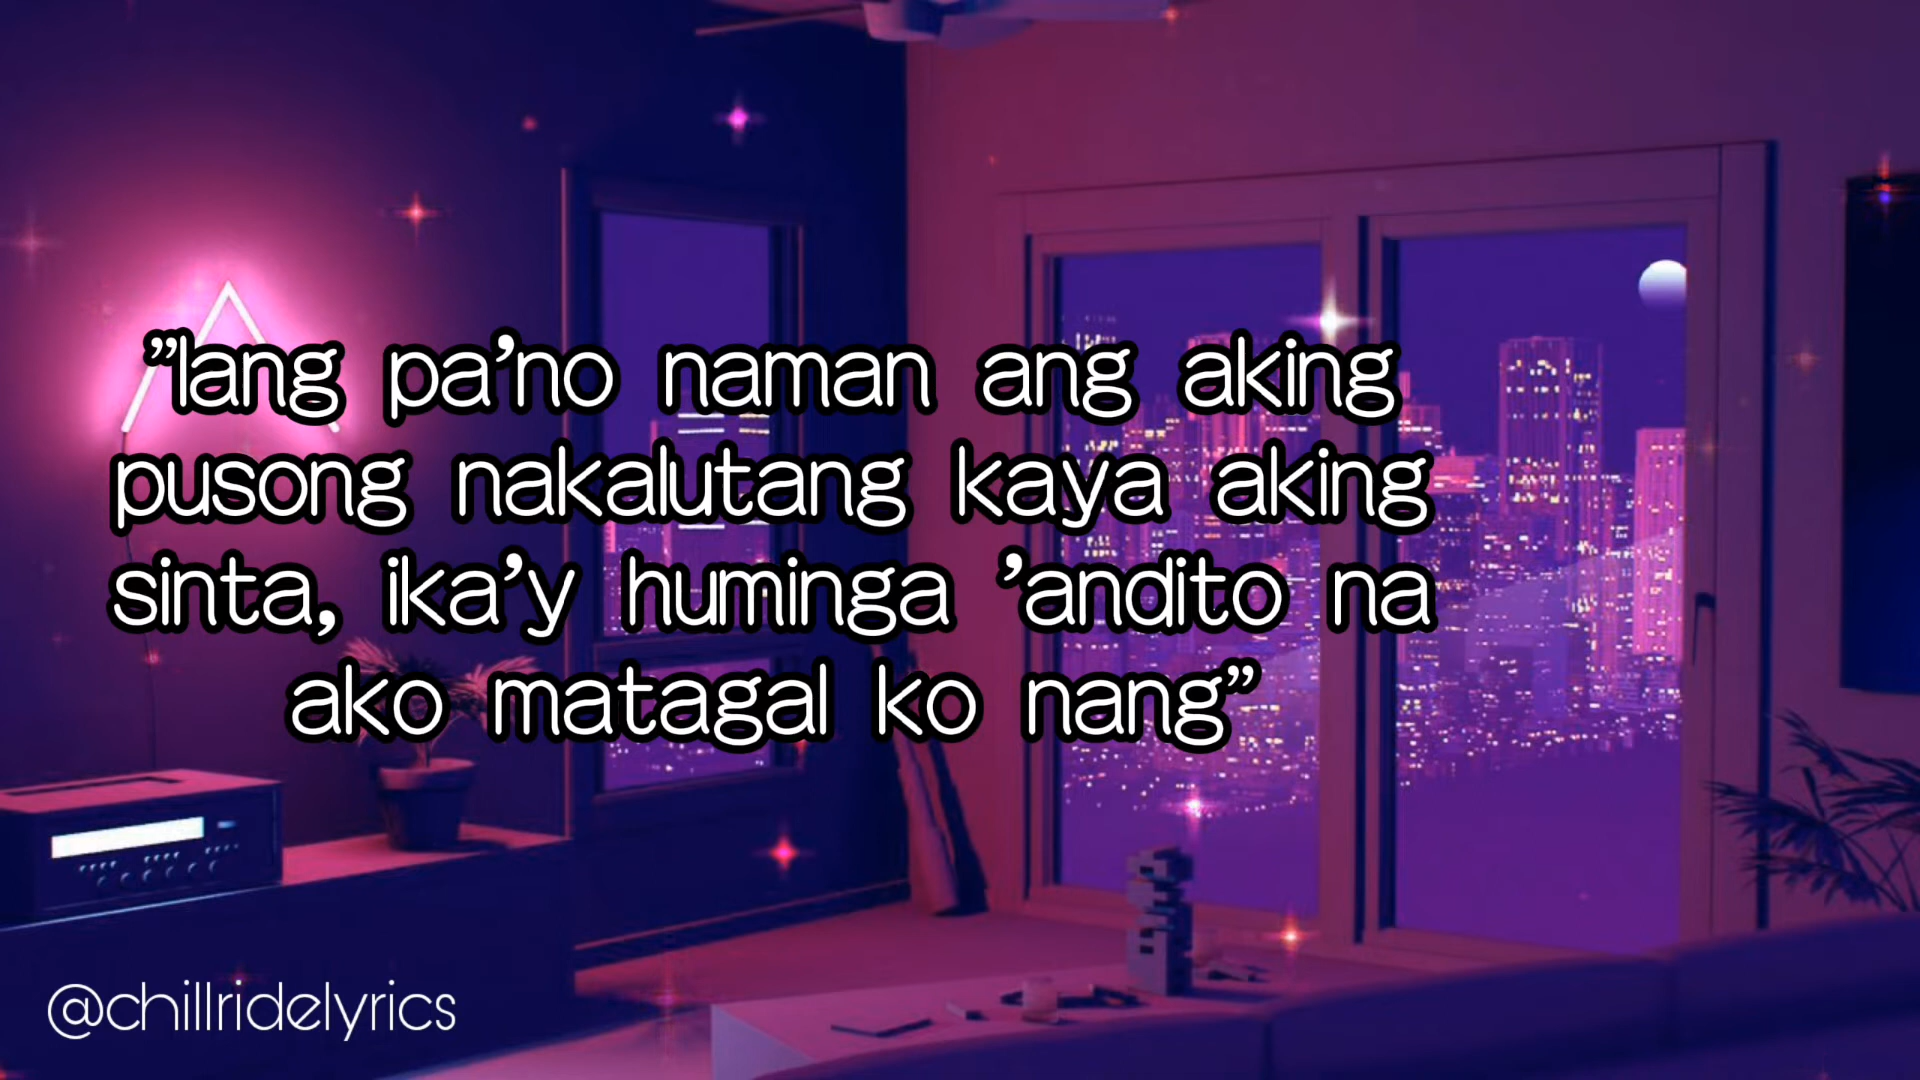 "lang pa'no naman ang aking
pusong nakalutang kaya aking
sinta, ika'y huminga 'andito na
ako matagal ko nang"
@chillridelyrics